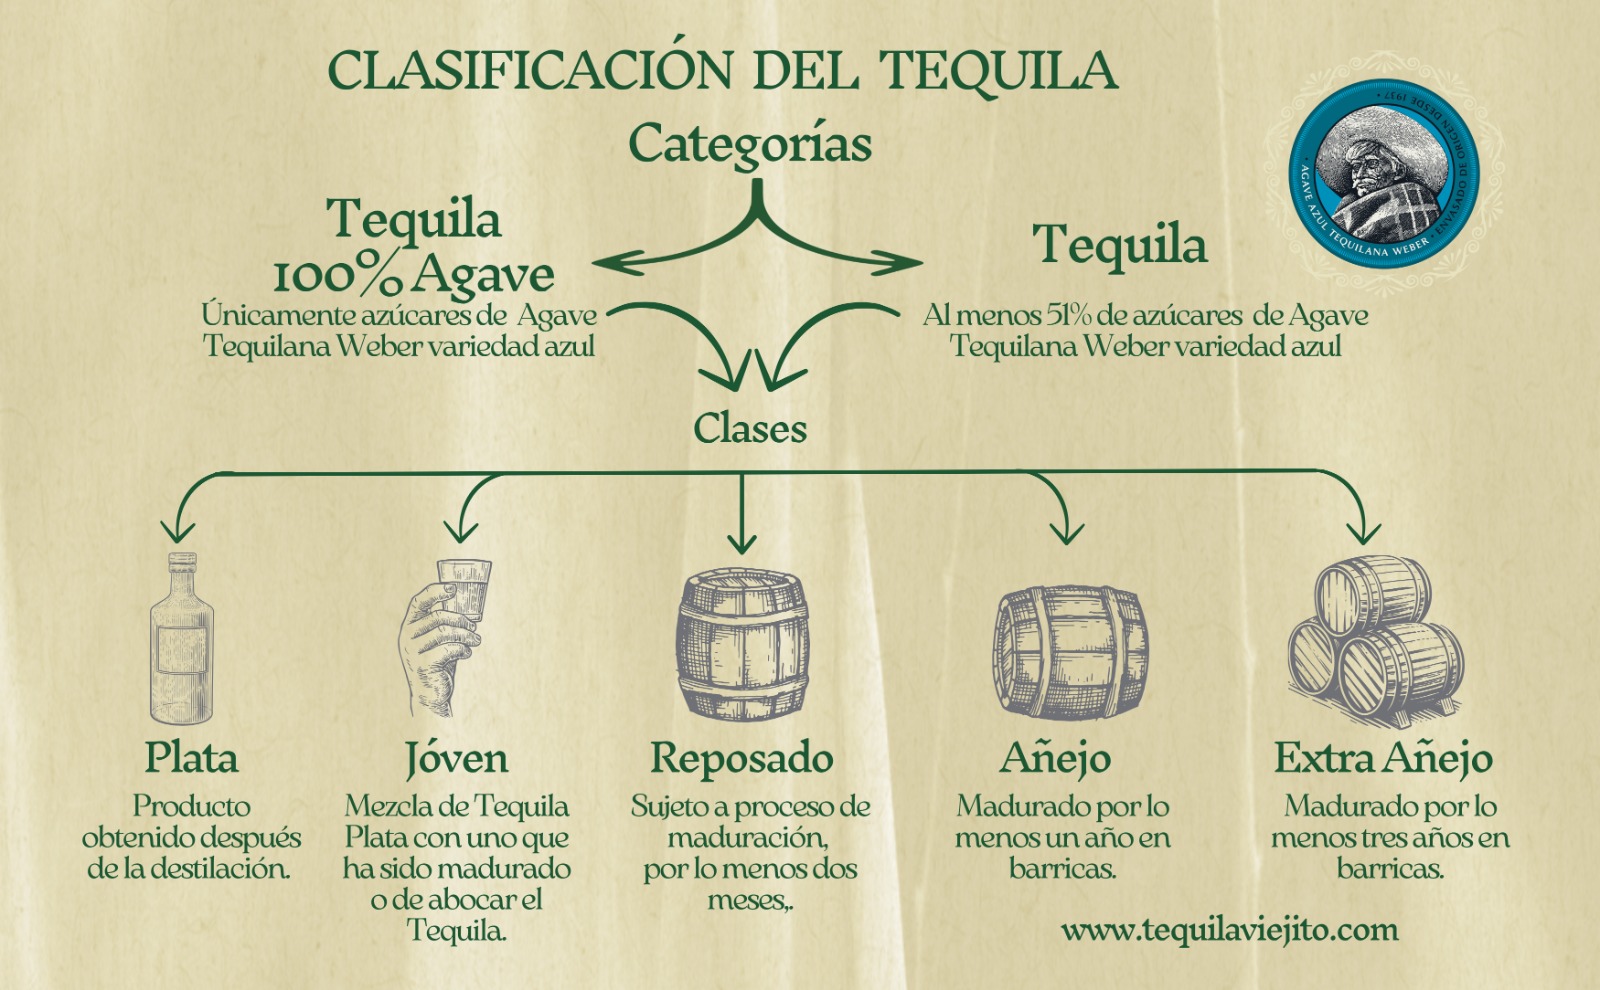 CLASIFICACIÓN DEL TEQUILA
Categorías
Tequila
100% Agave
Únicamente azúcares de Agave
Tequilana Weber variedad azul
Tequila
Al menos 51% de azúcares de Agave
Tequilana Weber variedad azul
• AGAVE AZUL TEQUILANA WEBER • ENVASADO DE ORIGEN DESDE 1937 •
Clases
Plata
Producto
obtenido después
de la destilación.
Jóven
Mezcla de Tequila
Plata con uno que
ha sido madurado
o de abocar el
Tequila.
Reposado
Sujeto a proceso de
maduración,
por lo menos dos
meses,.
Añejo
Madurado por lo
menos un año en
barricas.
Extra Añejo
Madurado por lo
menos tres años en
barricas.
www.tequilaviejito.com